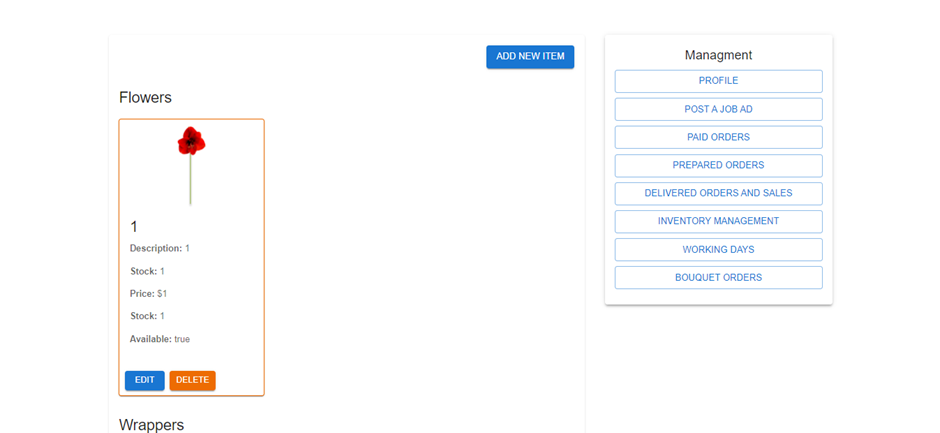 ADD NEW ITEM
Flowers
1
Description: 1
Stock: 1
Price: $1
Stock: 1
Available: true
EDIT DELETE
Wrappers
Managment
PROFILE
POST A JOB AD
PAID ORDERS
PREPARED ORDERS
DELIVERED ORDERS AND SALES
INVENTORY MANAGEMENT
WORKING DAYS
BOUQUET ORDERS